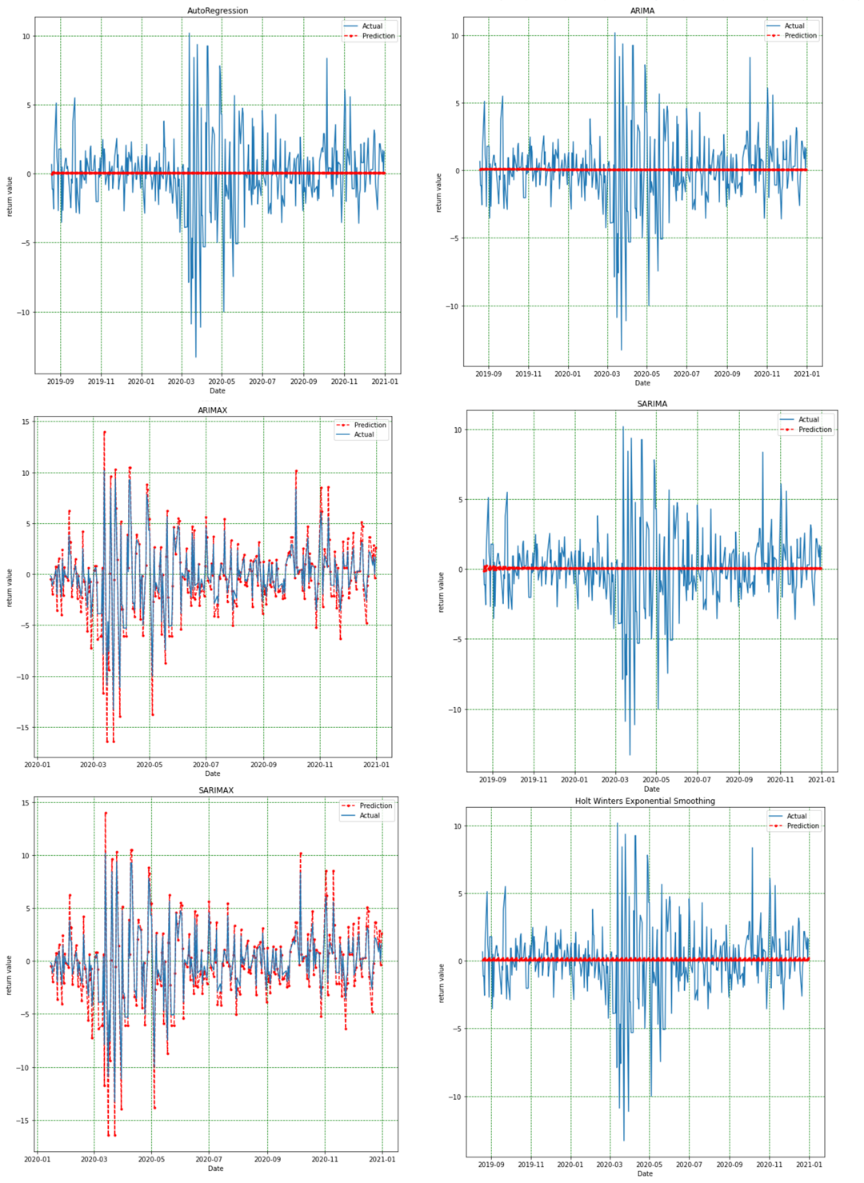 AutoRegression
Actual
Prediction
10
5
0
−5
−10
return value
2019-09 2019-11 2020-01 2020-03 2020-05 2020-07 2020-09 2020-11 2021-01
Date
ARIMA
Actual
Prediction
10
5
0
−5
−10
return value
2019-09 2019-11 2020-01 2020-03 2020-05 2020-07 2020-09 2020-11 2021-01
Date
ARIMAX
Prediction
Actual
15
10
5
0
−5
−10
−15
return value
2020-01 2020-03 2020-05 2020-07 2020-09 2020-11 2021-01
Date
SARIMA
Actual
Prediction
10
5
0
−5
−10
return value
2019-09 2019-11 2020-01 2020-03 2020-05 2020-07 2020-09 2020-11 2021-01
Date
SARIMAX
Prediction
Actual
15
10
5
0
−5
−10
−15
return value
2020-01 2020-03 2020-05 2020-07 2020-09 2020-11 2021-01
Date
Holt Winters Exponential Smoothing
Actual
Prediction
10
5
0
−5
−10
return value
2019-09 2019-11 2020-01 2020-03 2020-05 2020-07 2020-09 2020-11 2021-01
Date